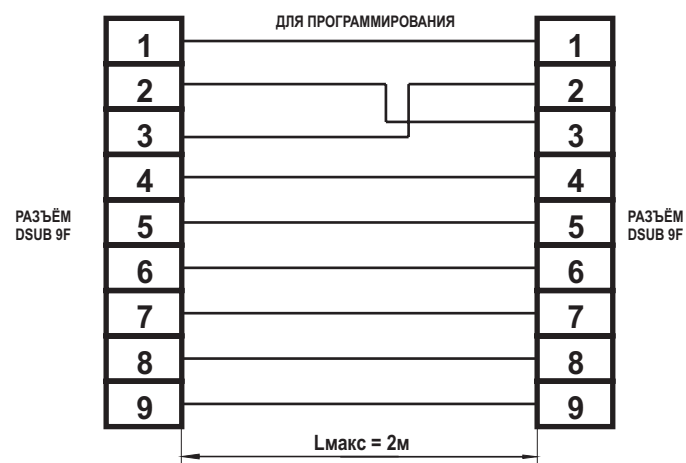 ДЛЯ ПРОГРАММИРОВАНИЯ
1 1
2 2
3 3
4 4
РАЗЪЁМ
DSUB 9F
5 5
РАЗЪЁМ
DSUB 9F
6 6
7 7
8 8
9 9
Lмакс = 2м